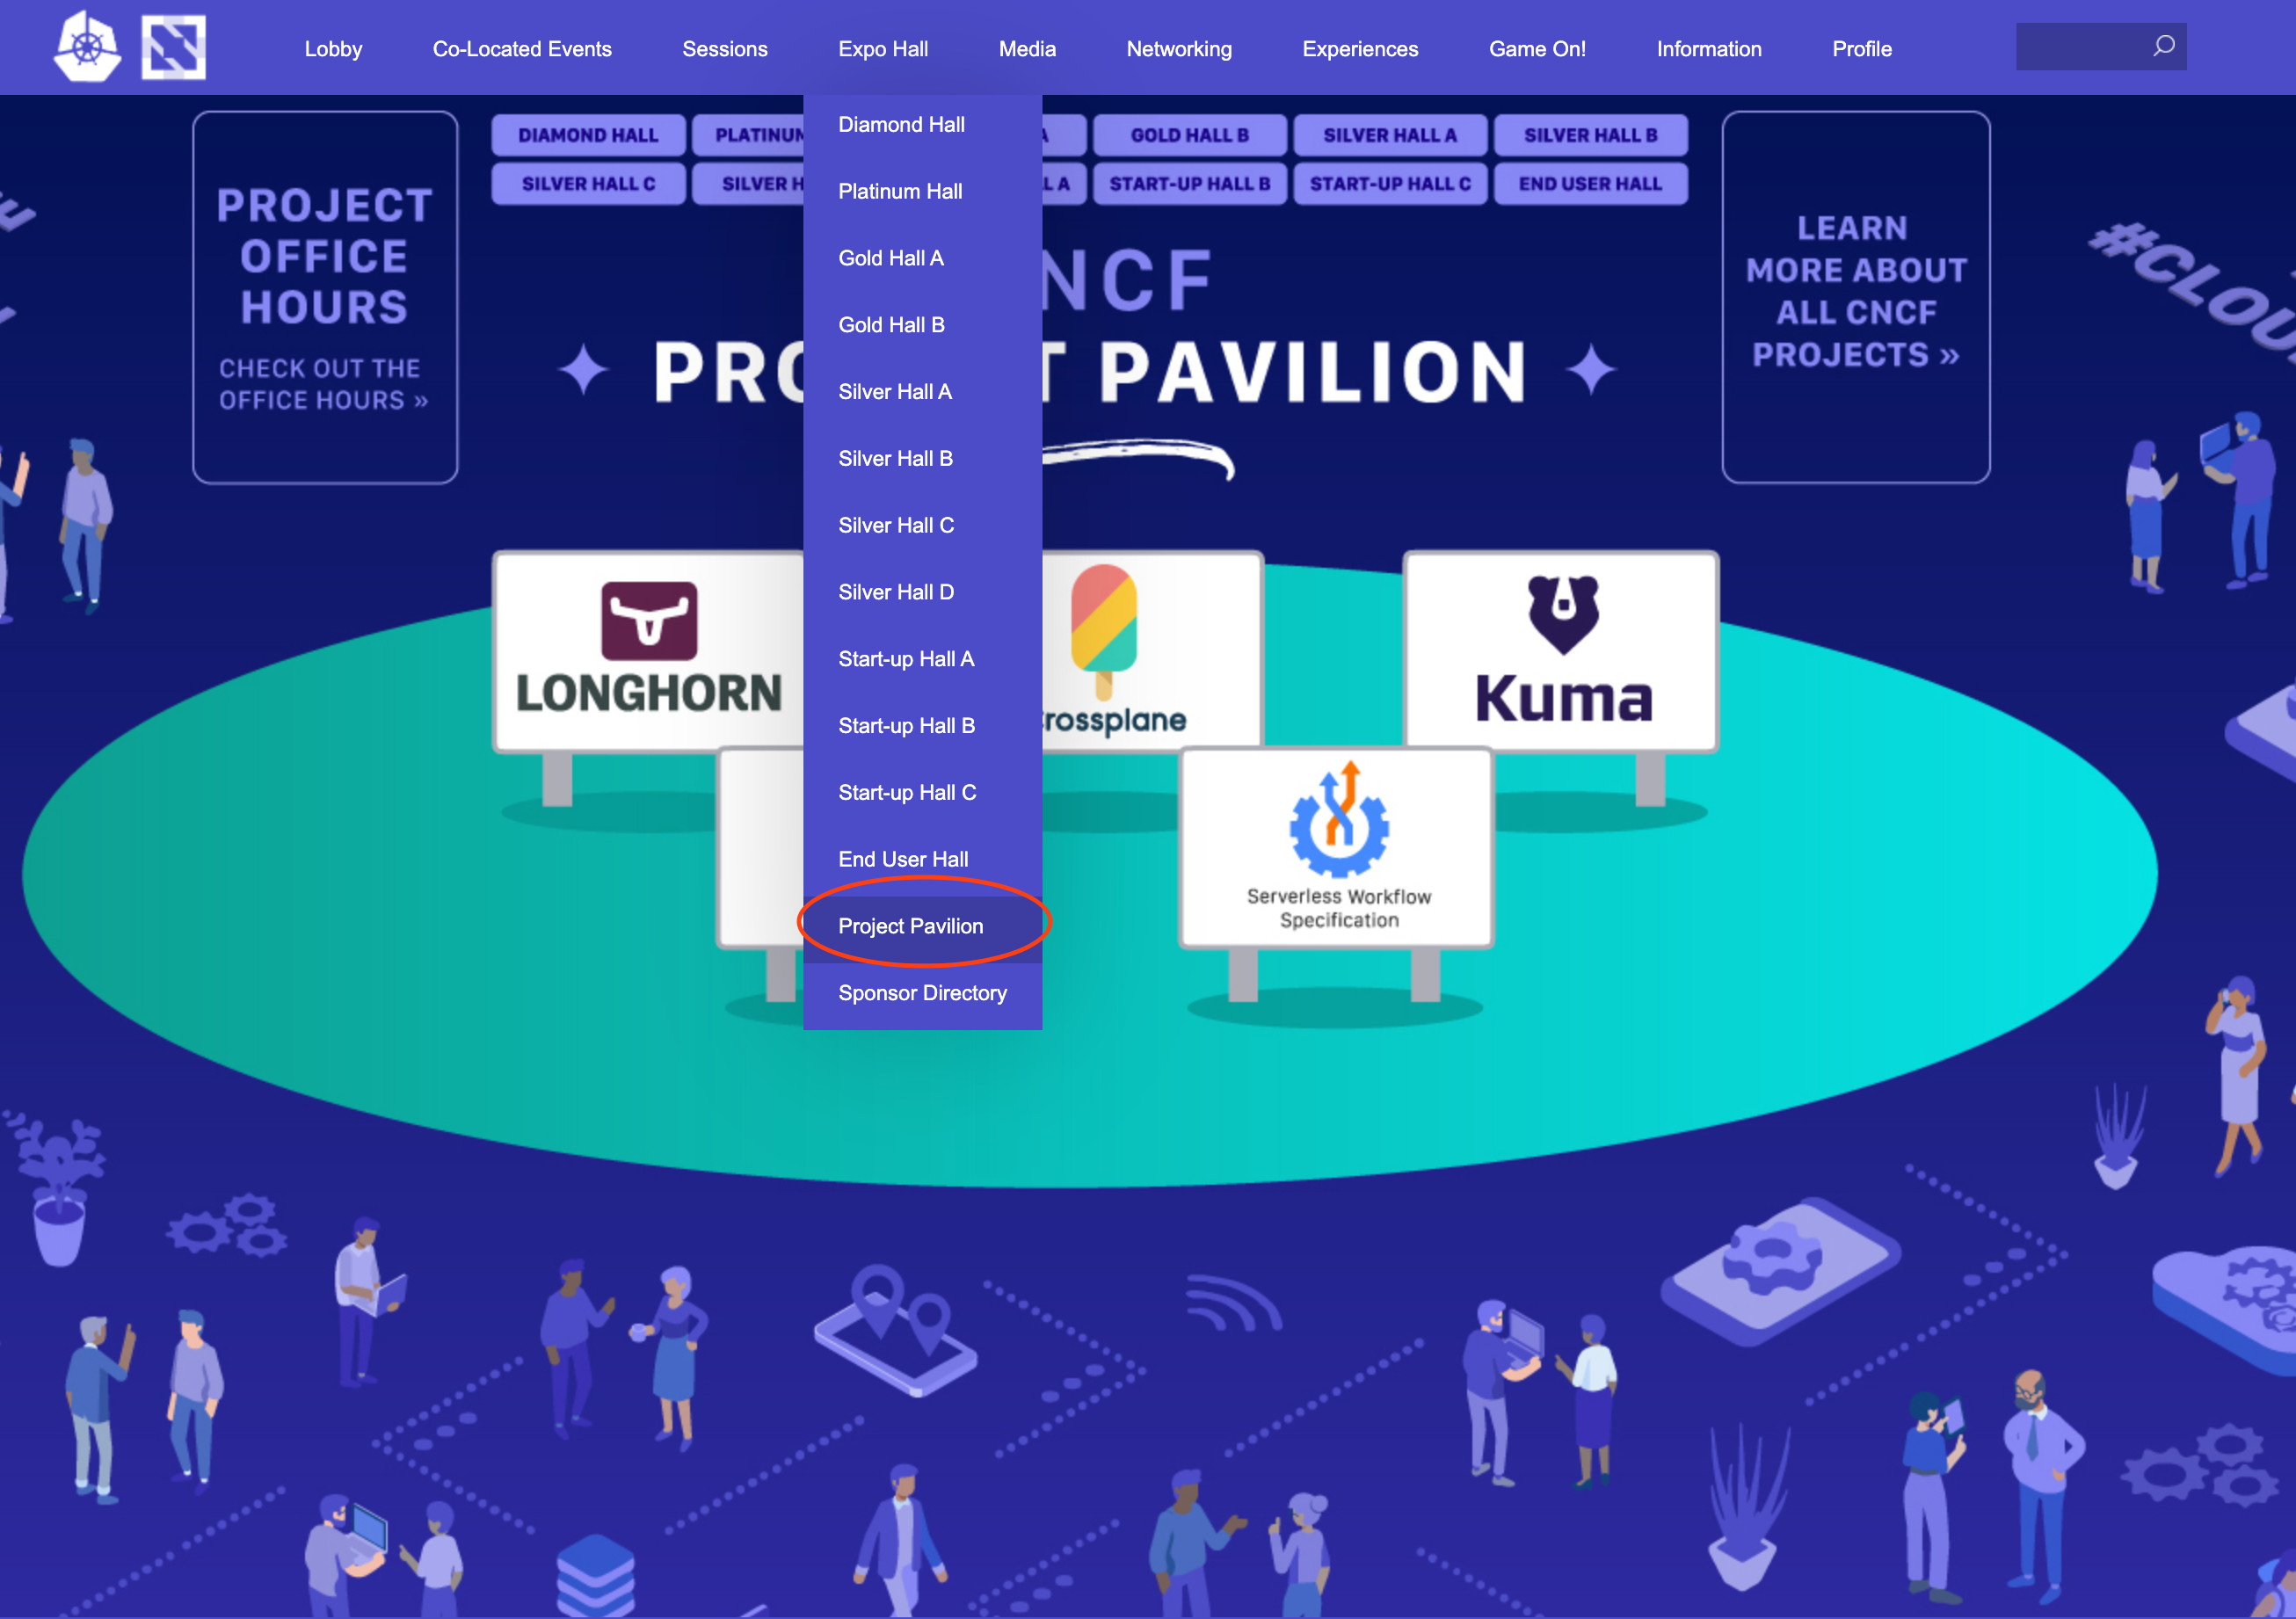 Lobby
Co-Located Events
Sessions
Expo Hall
Media
Networking
Experiences
Game On!
Information
Profile
Diamond Hall
Platinum Hall
Gold Hall A
Gold Hall B
Silver Hall A
Silver Hall B
Silver Hall C
Silver Hall D
Start-up Hall A
Start-up Hall B
Start-up Hall C
End User Hall
Project Pavilion
Sponsor Directory
PROJECT
OFFICE
HOURS
CHECK OUT THE
OFFICE HOURS »
DIAMOND HALL
PLATINUM
A
GOLD HALL B
SILVER HALL A
SILVER HALL B
SILVER HALL C
SILVER H
L A
START-UP HALL B
START-UP HALL C
END USER HALL
NCF
PRO T PAVILION
LEARN
MORE ABOUT
ALL CNCF
PROJECTS »
#CLOU
LONGHORN
rossplane
Kuma
Serverless Workflow
Specification